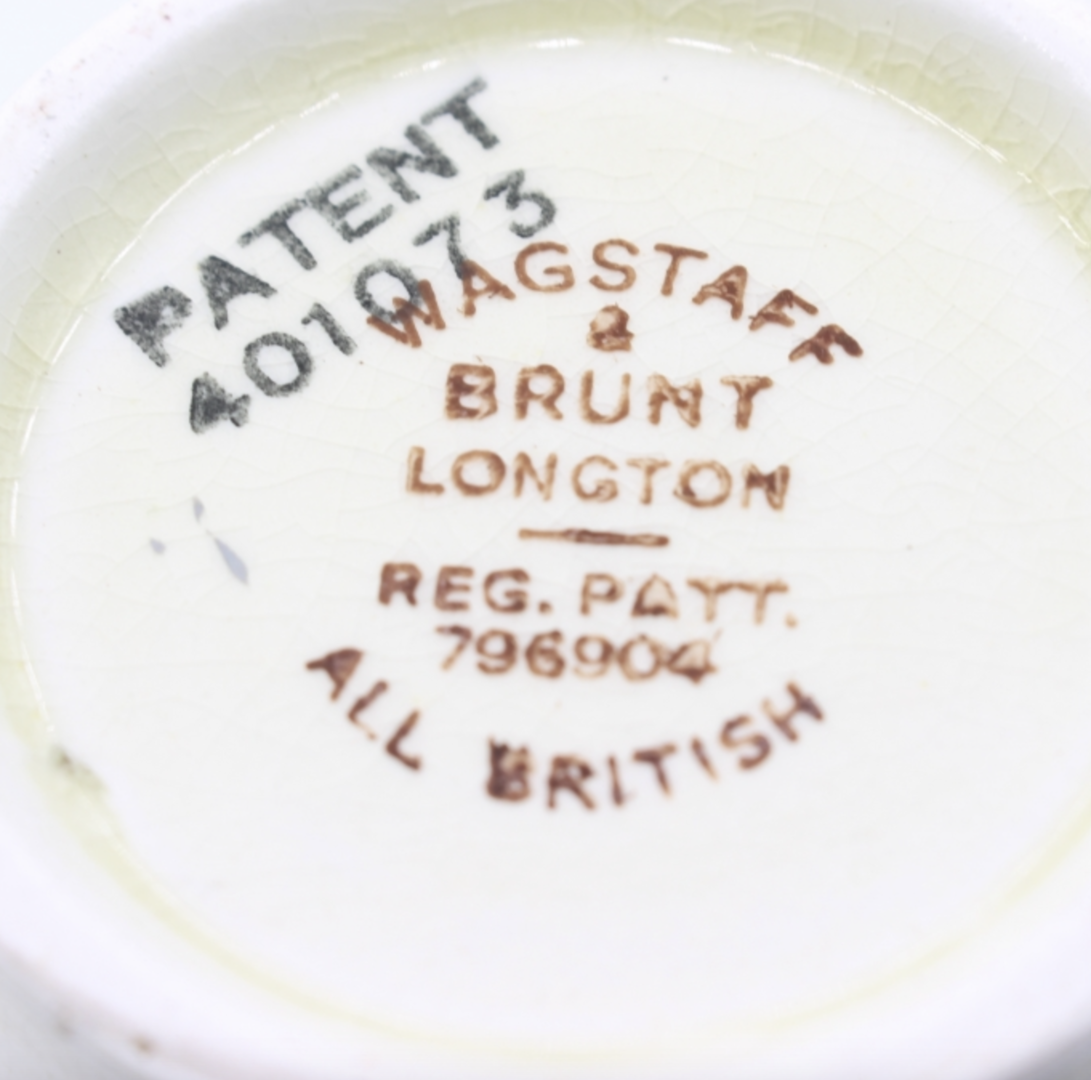 PATENT
401073
WAGSTAFF
&
BRUNT
LONGTON
REG. PATT.
796904
ALL BRITISH